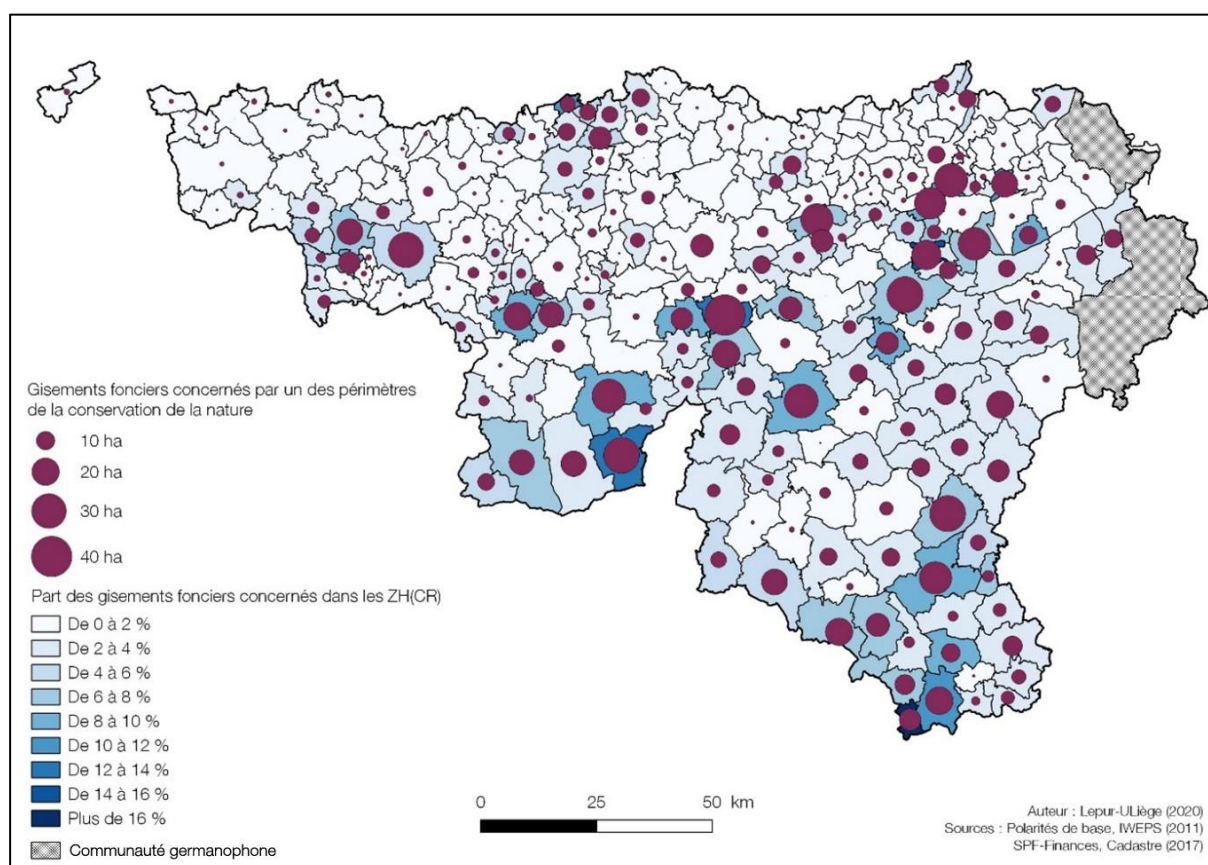 Gisements fonciers concernés par un des périmètres
de la conservation de la nature
10 ha
20 ha
30 ha
40 ha
Part des gisements fonciers concernés dans les ZH(CR)
De 0 à 2 %
De 2 à 4 %
De 4 à 6 %
De 6 à 8 %
De 8 à 10 %
De 10 à 12 %
De 12 à 14 %
De 14 à 16 %
Plus de 16 %
Communauté germanophone
0 25 50 km
Auteur : Lepur-ULiège (2020)
Sources : Polarités de base, IWEPS (2011)
SPF-Finances, Cadastre (2017)